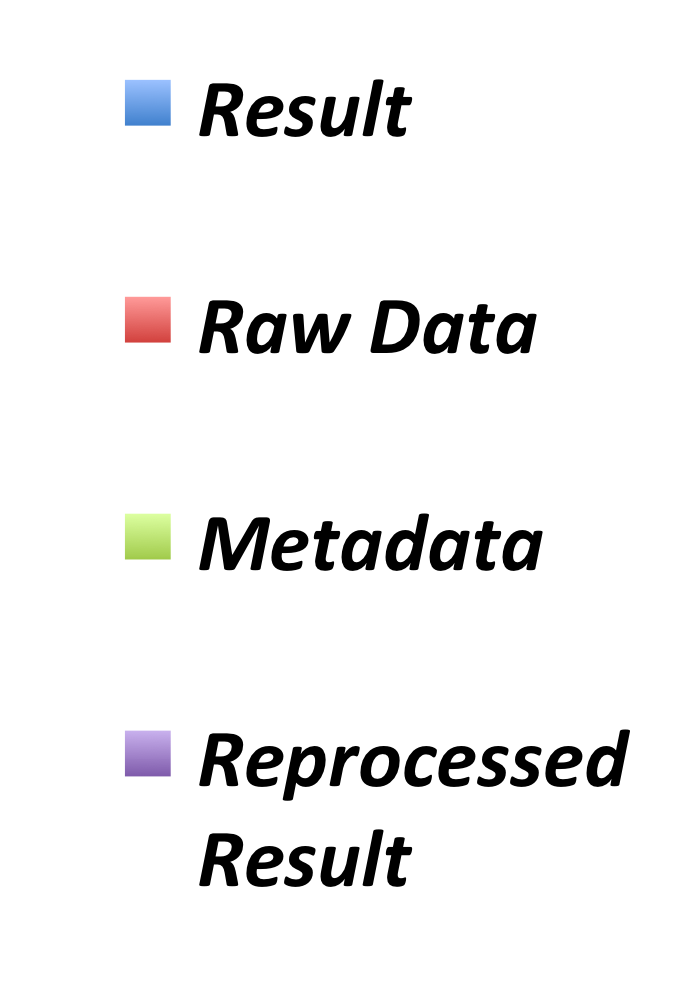 Result
Raw Data
Metadata
Reprocessed
Result